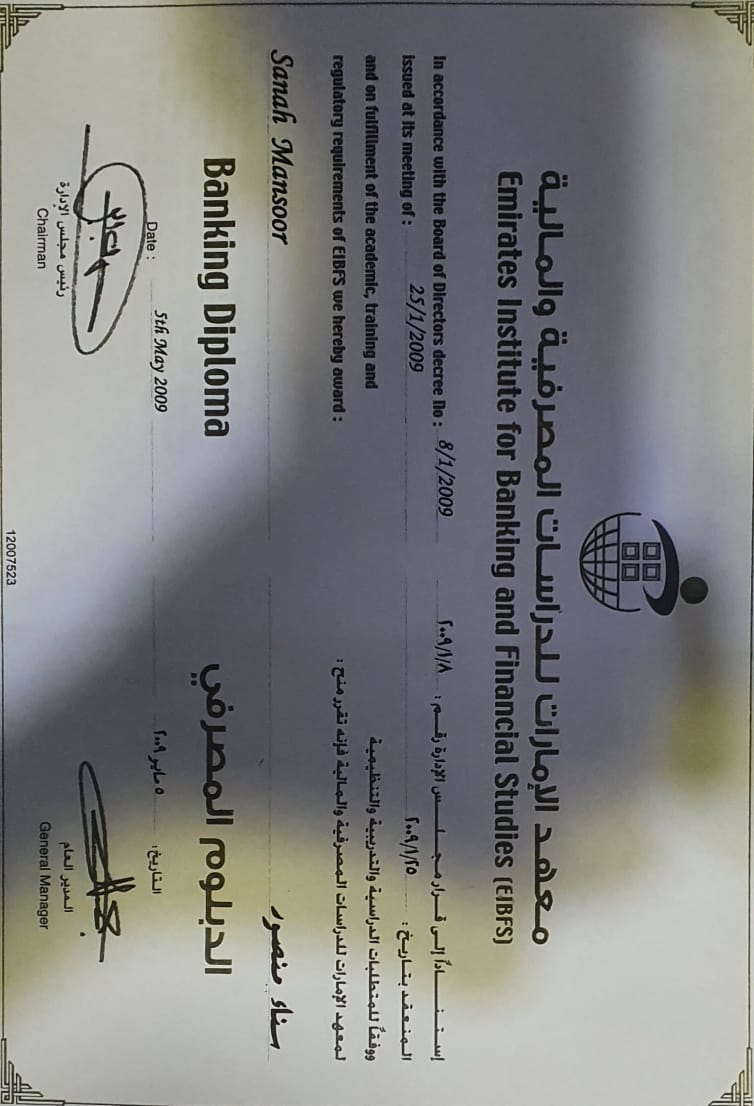 معهد الإمارات للدراسات المصرفية والمالية
Emirates Institute for Banking and Financial Studies (EIBFS)
In accordance with the Board of Directors decree No : 8/1/2009
issued at its meeting of : 25/1/2009
and on fulfillment of the academic, training and
regulatory requirements of EIBFS we hereby award :
إستناداً إلى قرار مجلس الإدارة رقم : ٢٠٠٩/١/٨
المنعقد بتاريخ : ٢٠٠٩/١/٢٥
ووفقاً للمتطلبات الدراسية والتدريبية والتنظيمية
لمعهد الإمارات للدراسات المصرفية والمالية فإنه تقرر منح :
Sanah Mansoor
سناء منصور
Banking Diploma
الدبلوم المصرفي
Date : 5th May 2009
التاريخ: ٥ مايو ٢٠٠٩
رئيس مجلس الإدارة
Chairman
المدير العام
General Manager
12007523